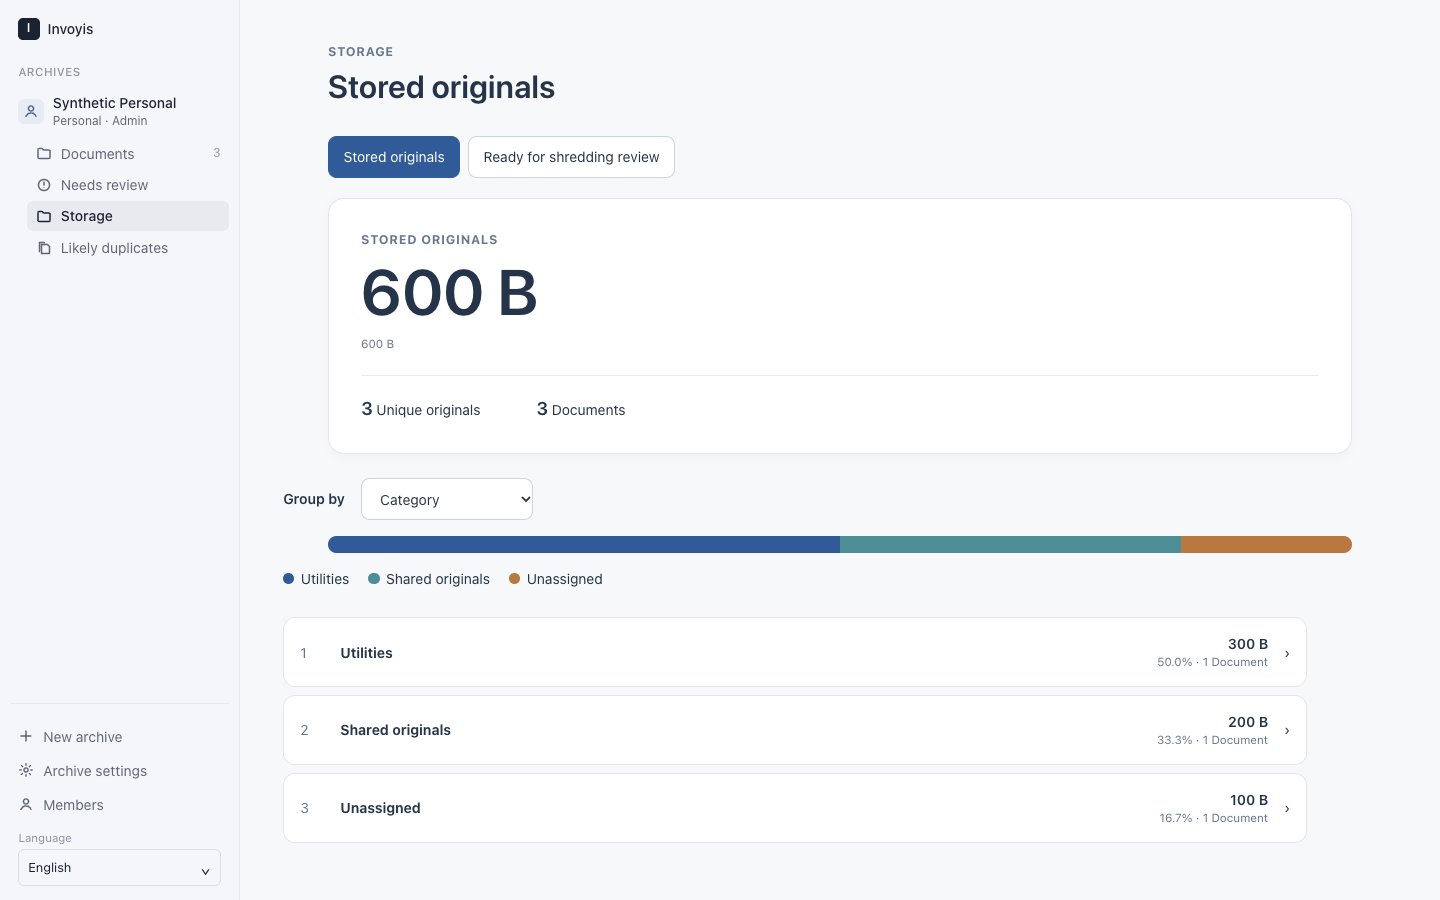 I Invoyis
ARCHIVES
Synthetic Personal
Personal · Admin
Documents 3
Needs review
Storage
Likely duplicates
New archive
Archive settings
Members
Language
English
STORAGE
Stored originals
Stored originals Ready for shredding review
STORED ORIGINALS
600 B
600 B
3 Unique originals 3 Documents
Group by Category
Utilities Shared originals Unassigned
1 Utilities 300 B
50.0% · 1 Document ›
2 Shared originals 200 B
33.3% · 1 Document ›
3 Unassigned 100 B
16.7% · 1 Document ›